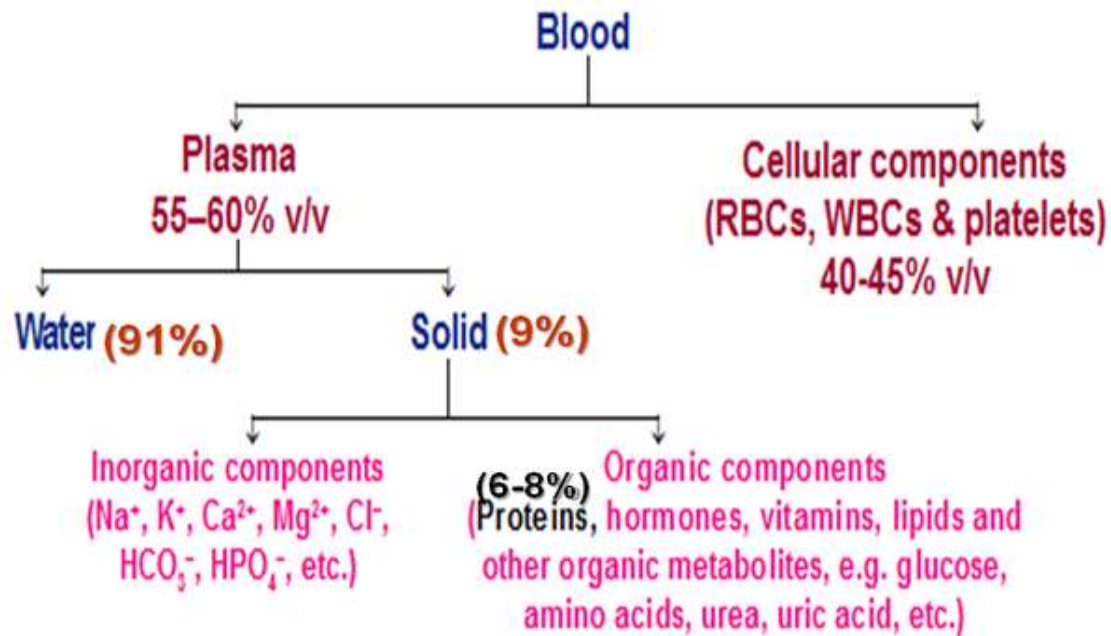 Blood
Plasma
55–60% v/v
Cellular components
(RBCs, WBCs & platelets)
40-45% v/v
Water (91%)
Solid (9%)
Inorganic components
(Na⁺, K⁺, Ca²⁺, Mg²⁺, Cl⁻,
HCO₃⁻, HPO₄⁻, etc.)
(6-8%) Organic components
(Proteins, hormones, vitamins, lipids and
other organic metabolites, e.g. glucose,
amino acids, urea, uric acid, etc.)